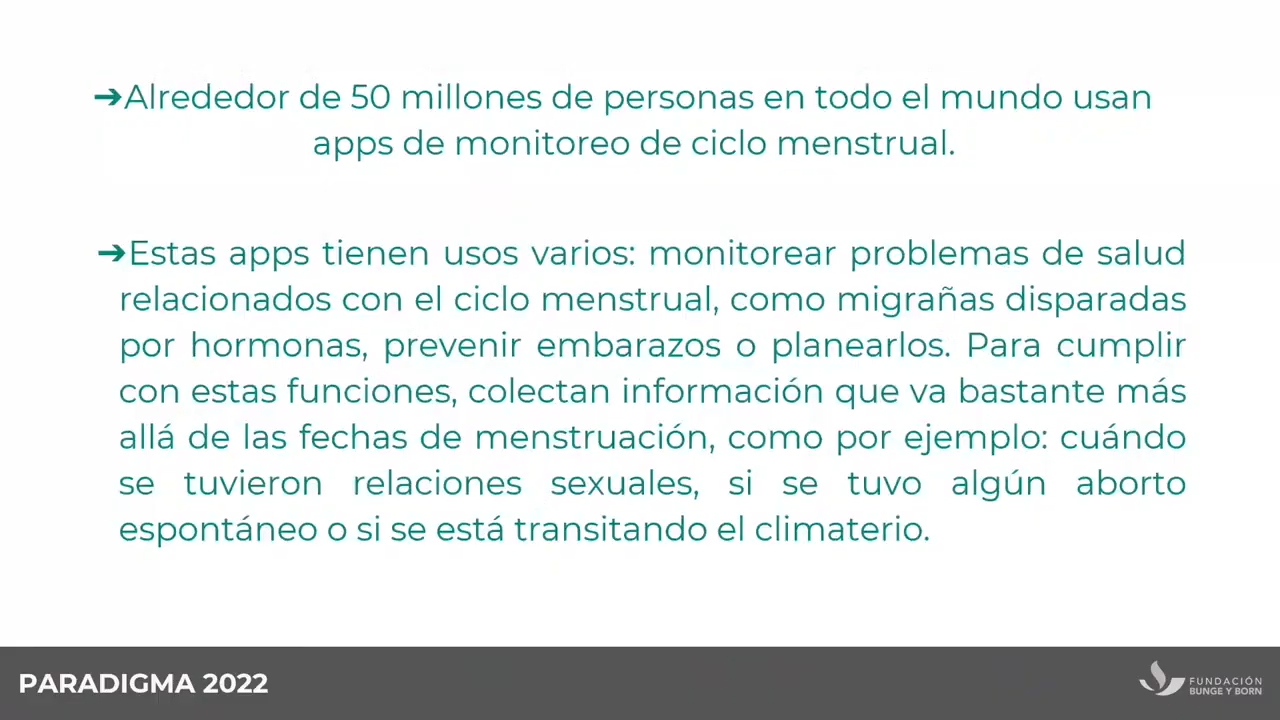 ➔Alrededor de 50 millones de personas en todo el mundo usan
apps de monitoreo de ciclo menstrual.
➔Estas apps tienen usos varios: monitorear problemas de salud
relacionados con el ciclo menstrual, como migrañas disparadas
por hormonas, prevenir embarazos o planearlos. Para cumplir
con estas funciones, colectan información que va bastante más
allá de las fechas de menstruación, como por ejemplo: cuándo
se tuvieron relaciones sexuales, si se tuvo algún aborto
espontáneo o si se está transitando el climaterio.
PARADIGMA 2022
FUNDACIÓN
BUNGE Y BORN